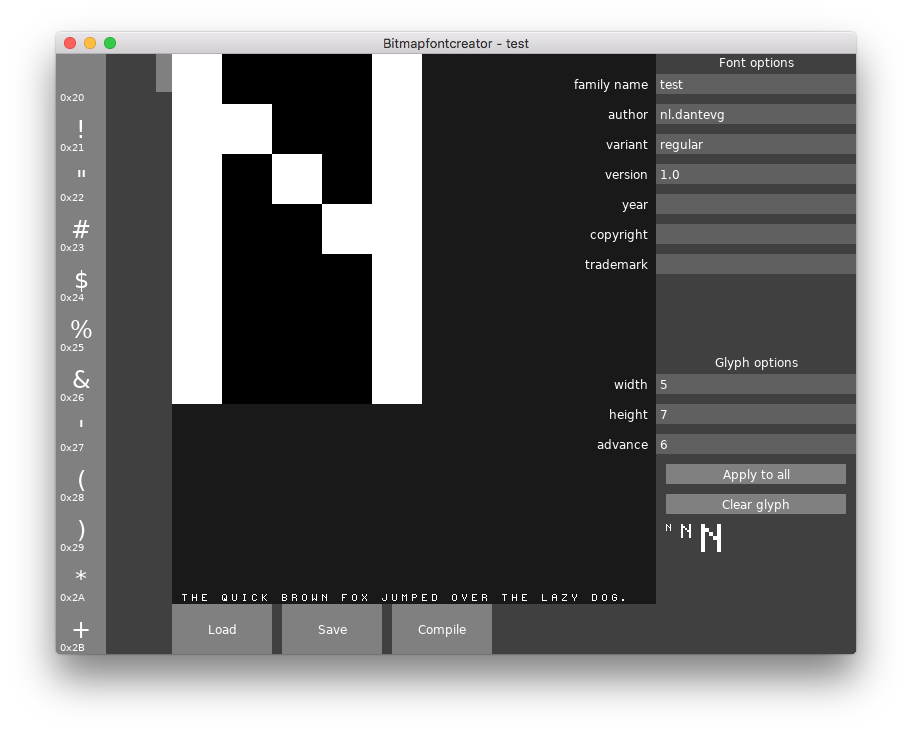 Bitmapfontcreator - test
0x20
!
0x21
"
0x22
#
0x23
$
0x24
%
0x25
&
0x26
'
0x27
(
0x28
)
0x29
*
0x2A
+
0x2B
N
THE QUICK BROWN FOX JUMPED OVER THE LAZY DOG.
Load Save Compile
Font options
family name test
author nl.dantevg
variant regular
version 1.0
year
copyright
trademark
Glyph options
width 5
height 7
advance 6
Apply to all
Clear glyph
N N N